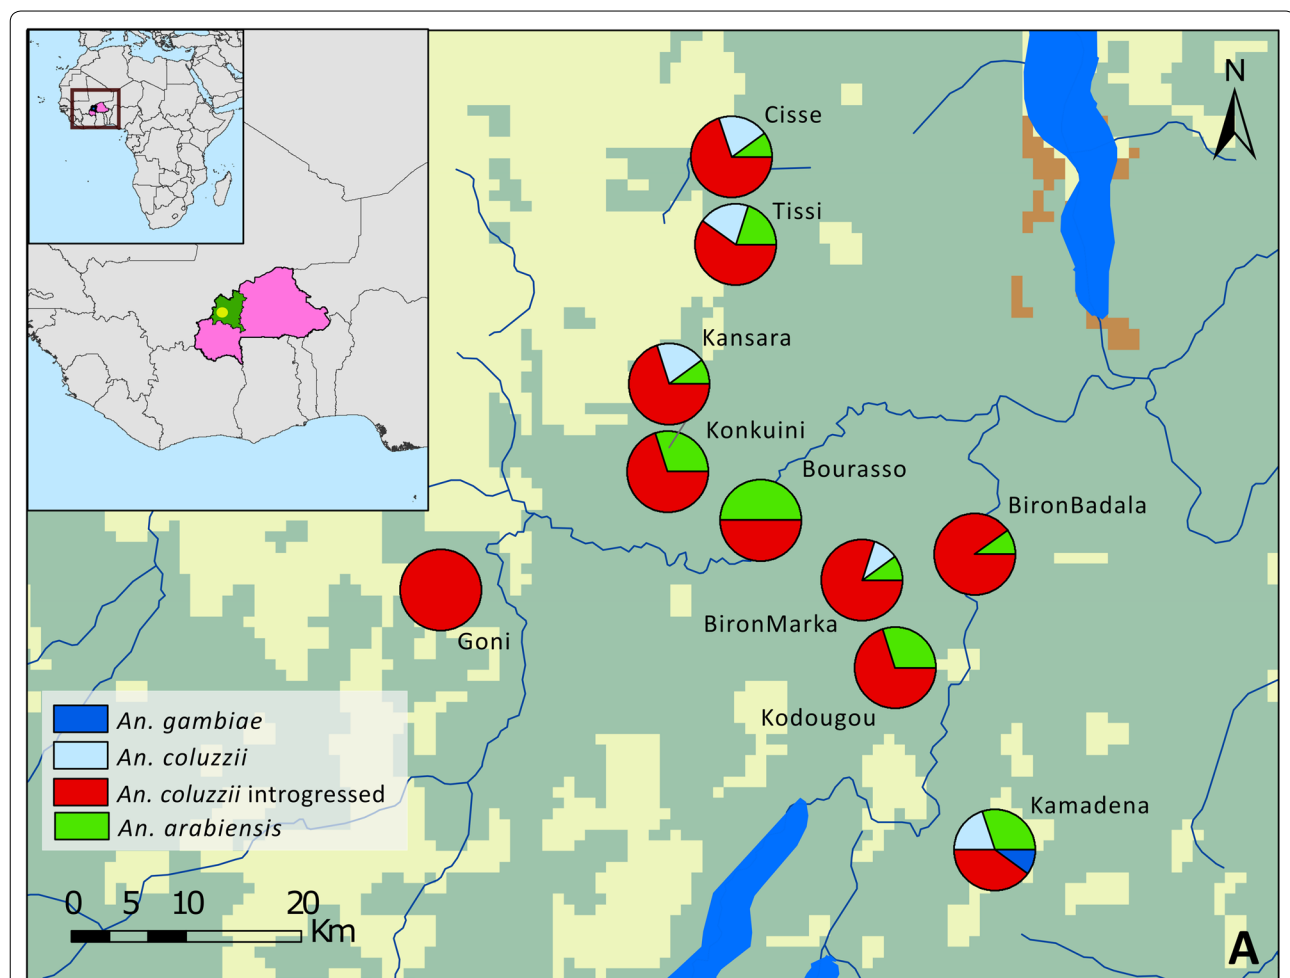 N
Cisse
Tissi
Kansara
Konkuini
Bourasso
BironBadala
Goni
BironMarka
Kodougou
Kamadena
An. gambiae
An. coluzzii
An. coluzzii introgressed
An. arabiensis
0 5 10 20
Km
A